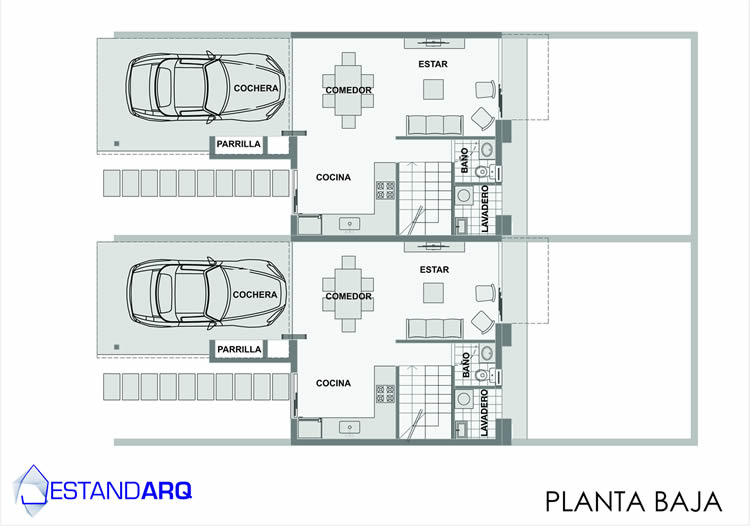 ESTAR
COCHERA
COMEDOR
PARRILLA
BAÑO
COCINA
LAVADERO
ESTAR
COCHERA
COMEDOR
PARRILLA
BAÑO
COCINA
LAVADERO
ESTANDARQ
PLANTA BAJA